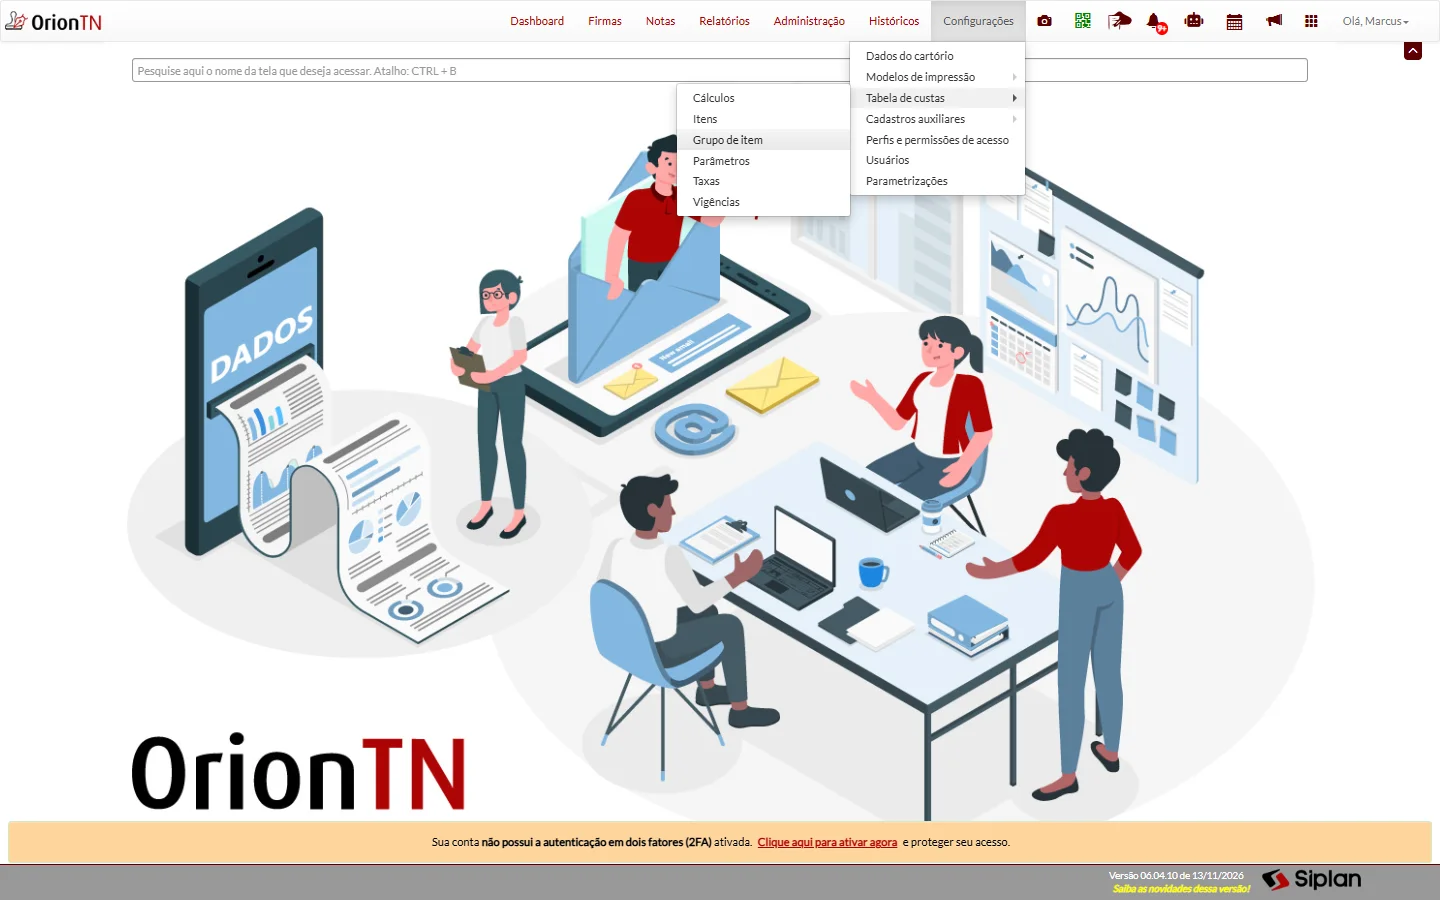 OrionTN
Dashboard Firmas Notas Relatórios Administração Históricos Configurações 9+ Olá, Marcus
Pesquise aqui o nome da tela que deseja acessar. Atalho: CTRL + B
Dados do cartório
Modelos de impressão
Tabela de custas
Cadastros auxiliares
Perfis e permissões de acesso
Usuários
Parametrizações
Cálculos
Itens
Grupo de item
Parâmetros
Taxas
Vigências
DADOS
New email
@
OrionTN
Sua conta não possui a autenticação em dois fatores (2FA) ativada. Clique aqui para ativar agora e proteger seu acesso.
Versão 06.04.10 de 13/11/2026
Saiba as novidades dessa versão!
Siplan